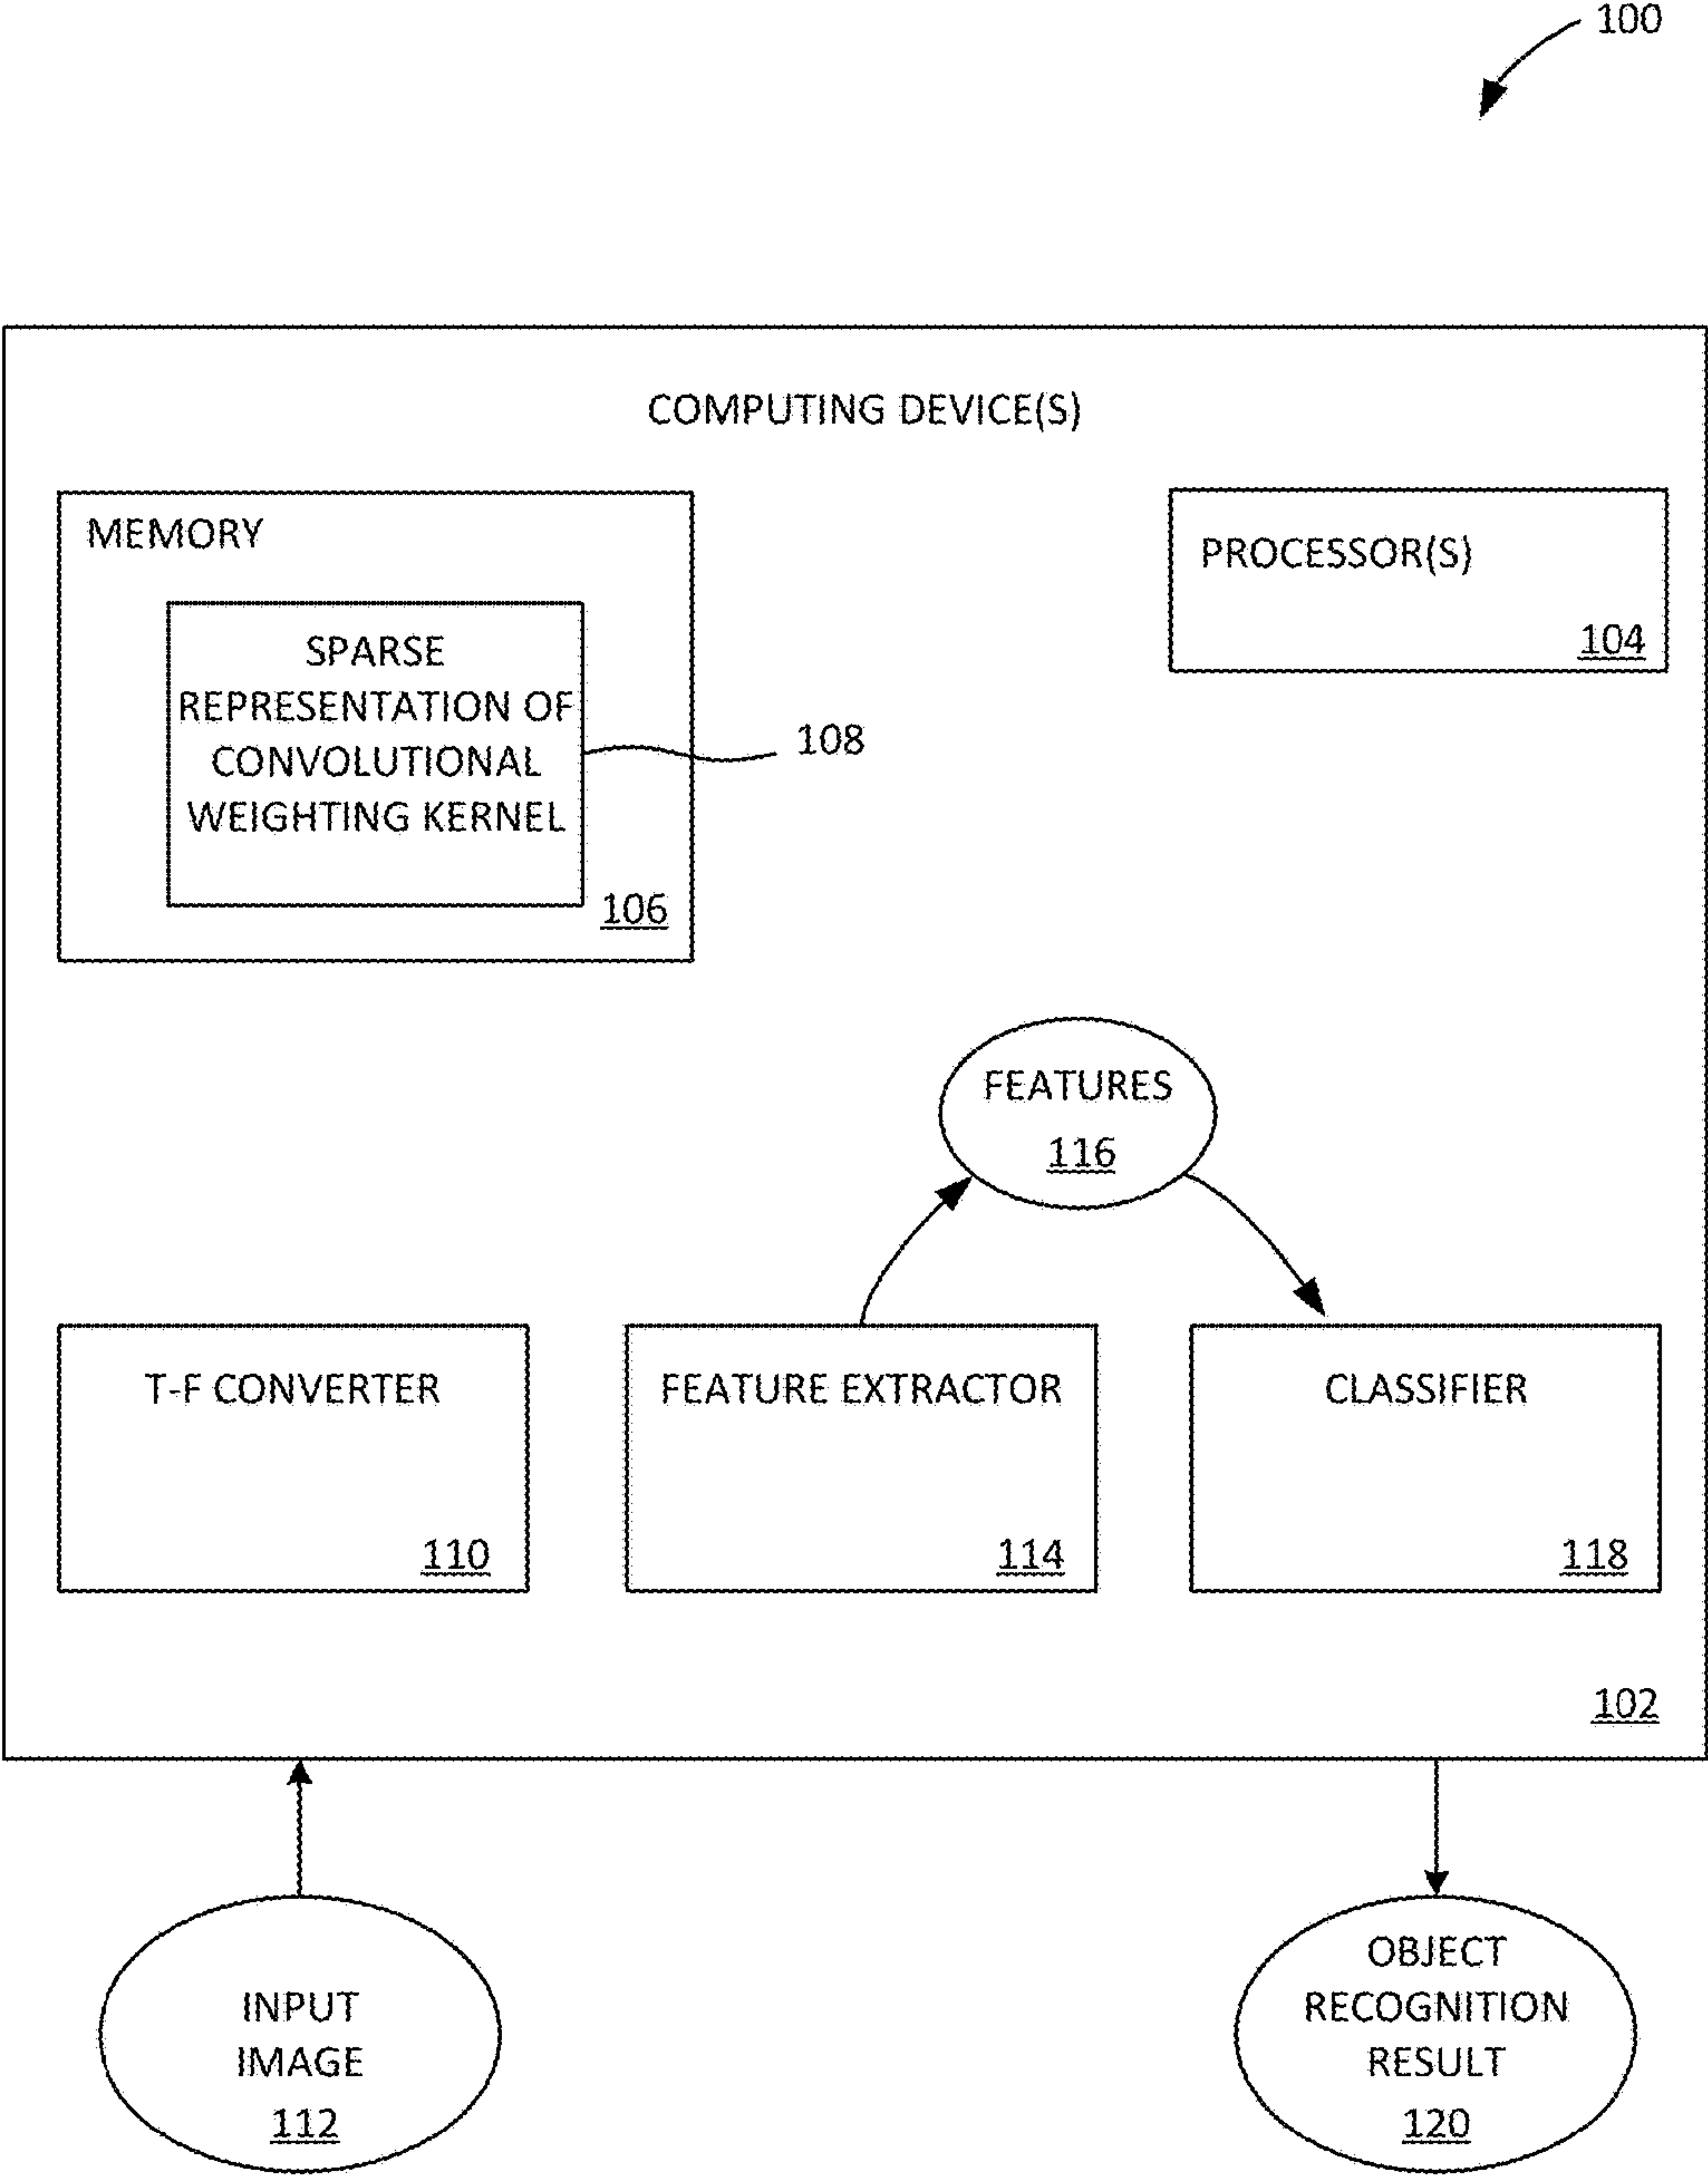 100
COMPUTING DEVICE(S)
MEMORY
SPARSE
REPRESENTATION OF
CONVOLUTIONAL
WEIGHTING KERNEL
106
108
PROCESSOR(S)
104
FEATURES
116
T-F CONVERTER
110
FEATURE EXTRACTOR
114
CLASSIFIER
118
102
INPUT
IMAGE
112
OBJECT
RECOGNITION
RESULT
120